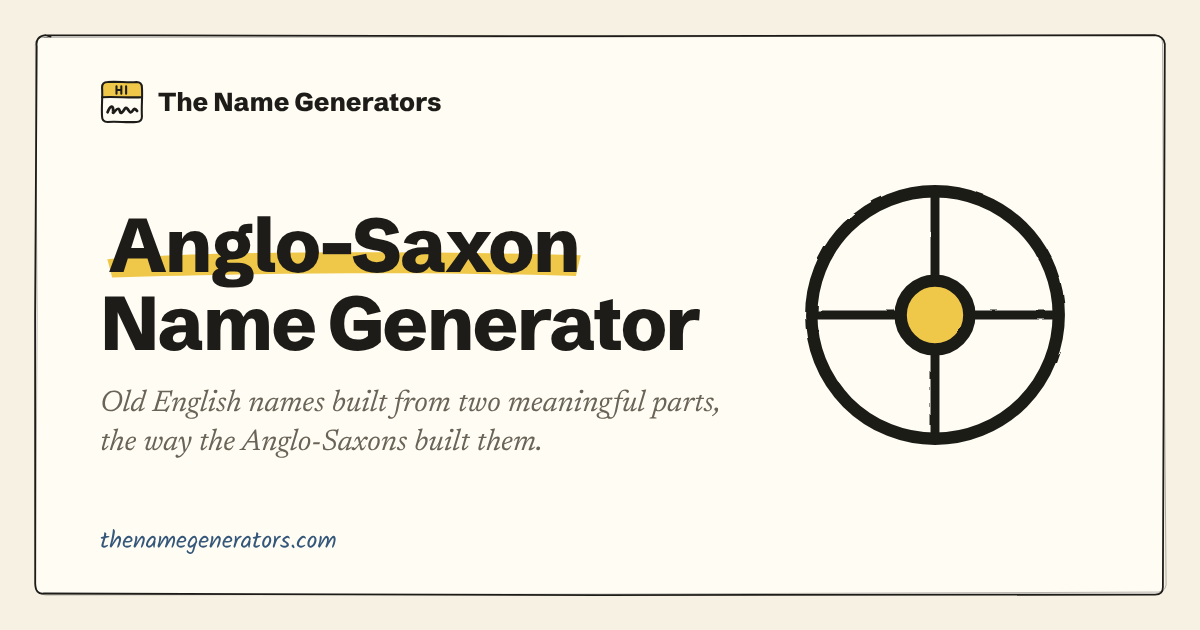 HI
The Name Generators
Anglo-Saxon
Name Generator
Old English names built from two meaningful parts,
the way the Anglo-Saxons built them.
thenamegenerators.com